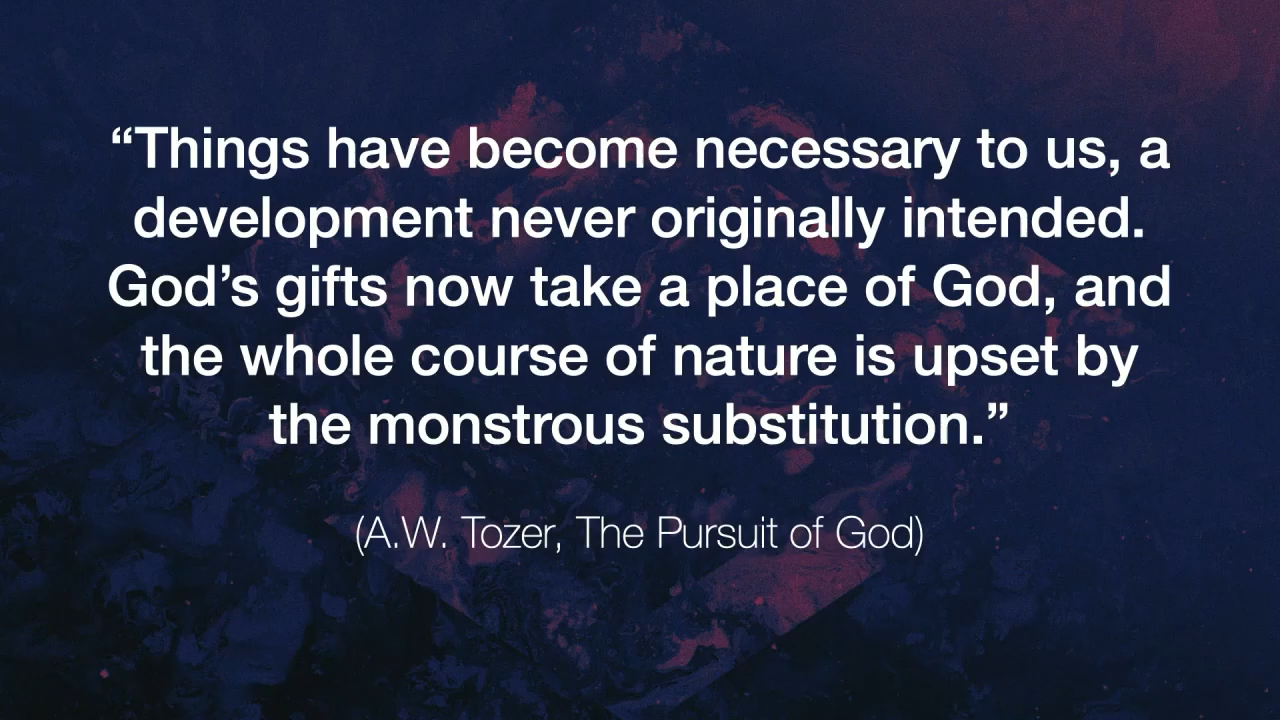 “Things have become necessary to us, a
development never originally intended.
God’s gifts now take a place of God, and
the whole course of nature is upset by
the monstrous substitution.”
(A.W. Tozer, The Pursuit of God)